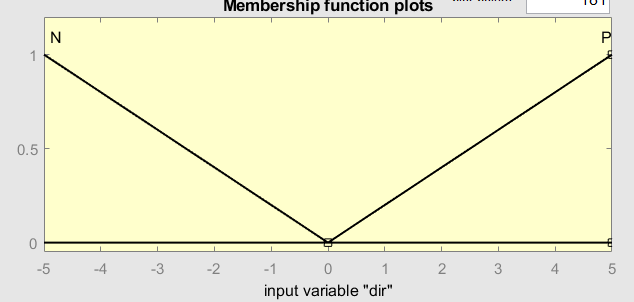 Membership function plots
N
P
1
0.5
0
-5 -4 -3 -2 -1 0 1 2 3 4 5
input variable "dir"